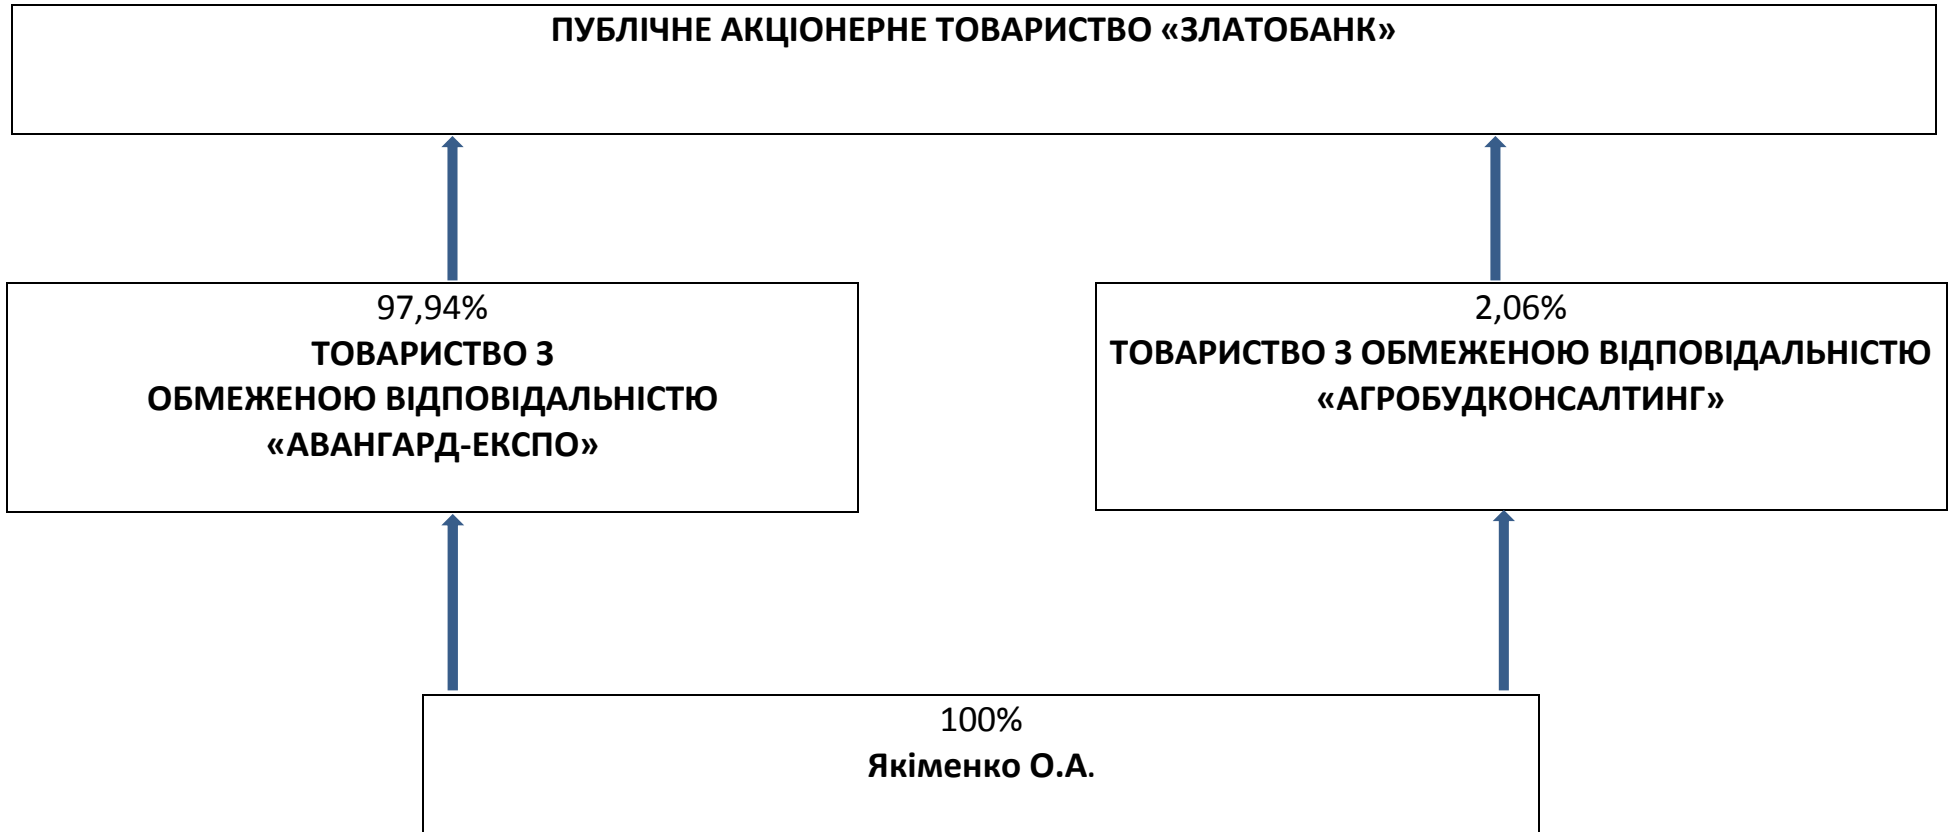 ПУБЛІЧНЕ АКЦІОНЕРНЕ ТОВАРИСТВО «ЗЛАТОБАНК»
97,94%
ТОВАРИСТВО З
ОБМЕЖЕНОЮ ВІДПОВІДАЛЬНІСТЮ
«АВАНГАРД-ЕКСПО»
2,06%
ТОВАРИСТВО З ОБМЕЖЕНОЮ ВІДПОВІДАЛЬНІСТЮ
«АГРОБУДКОНСАЛТИНГ»
100%
Якіменко О.А.